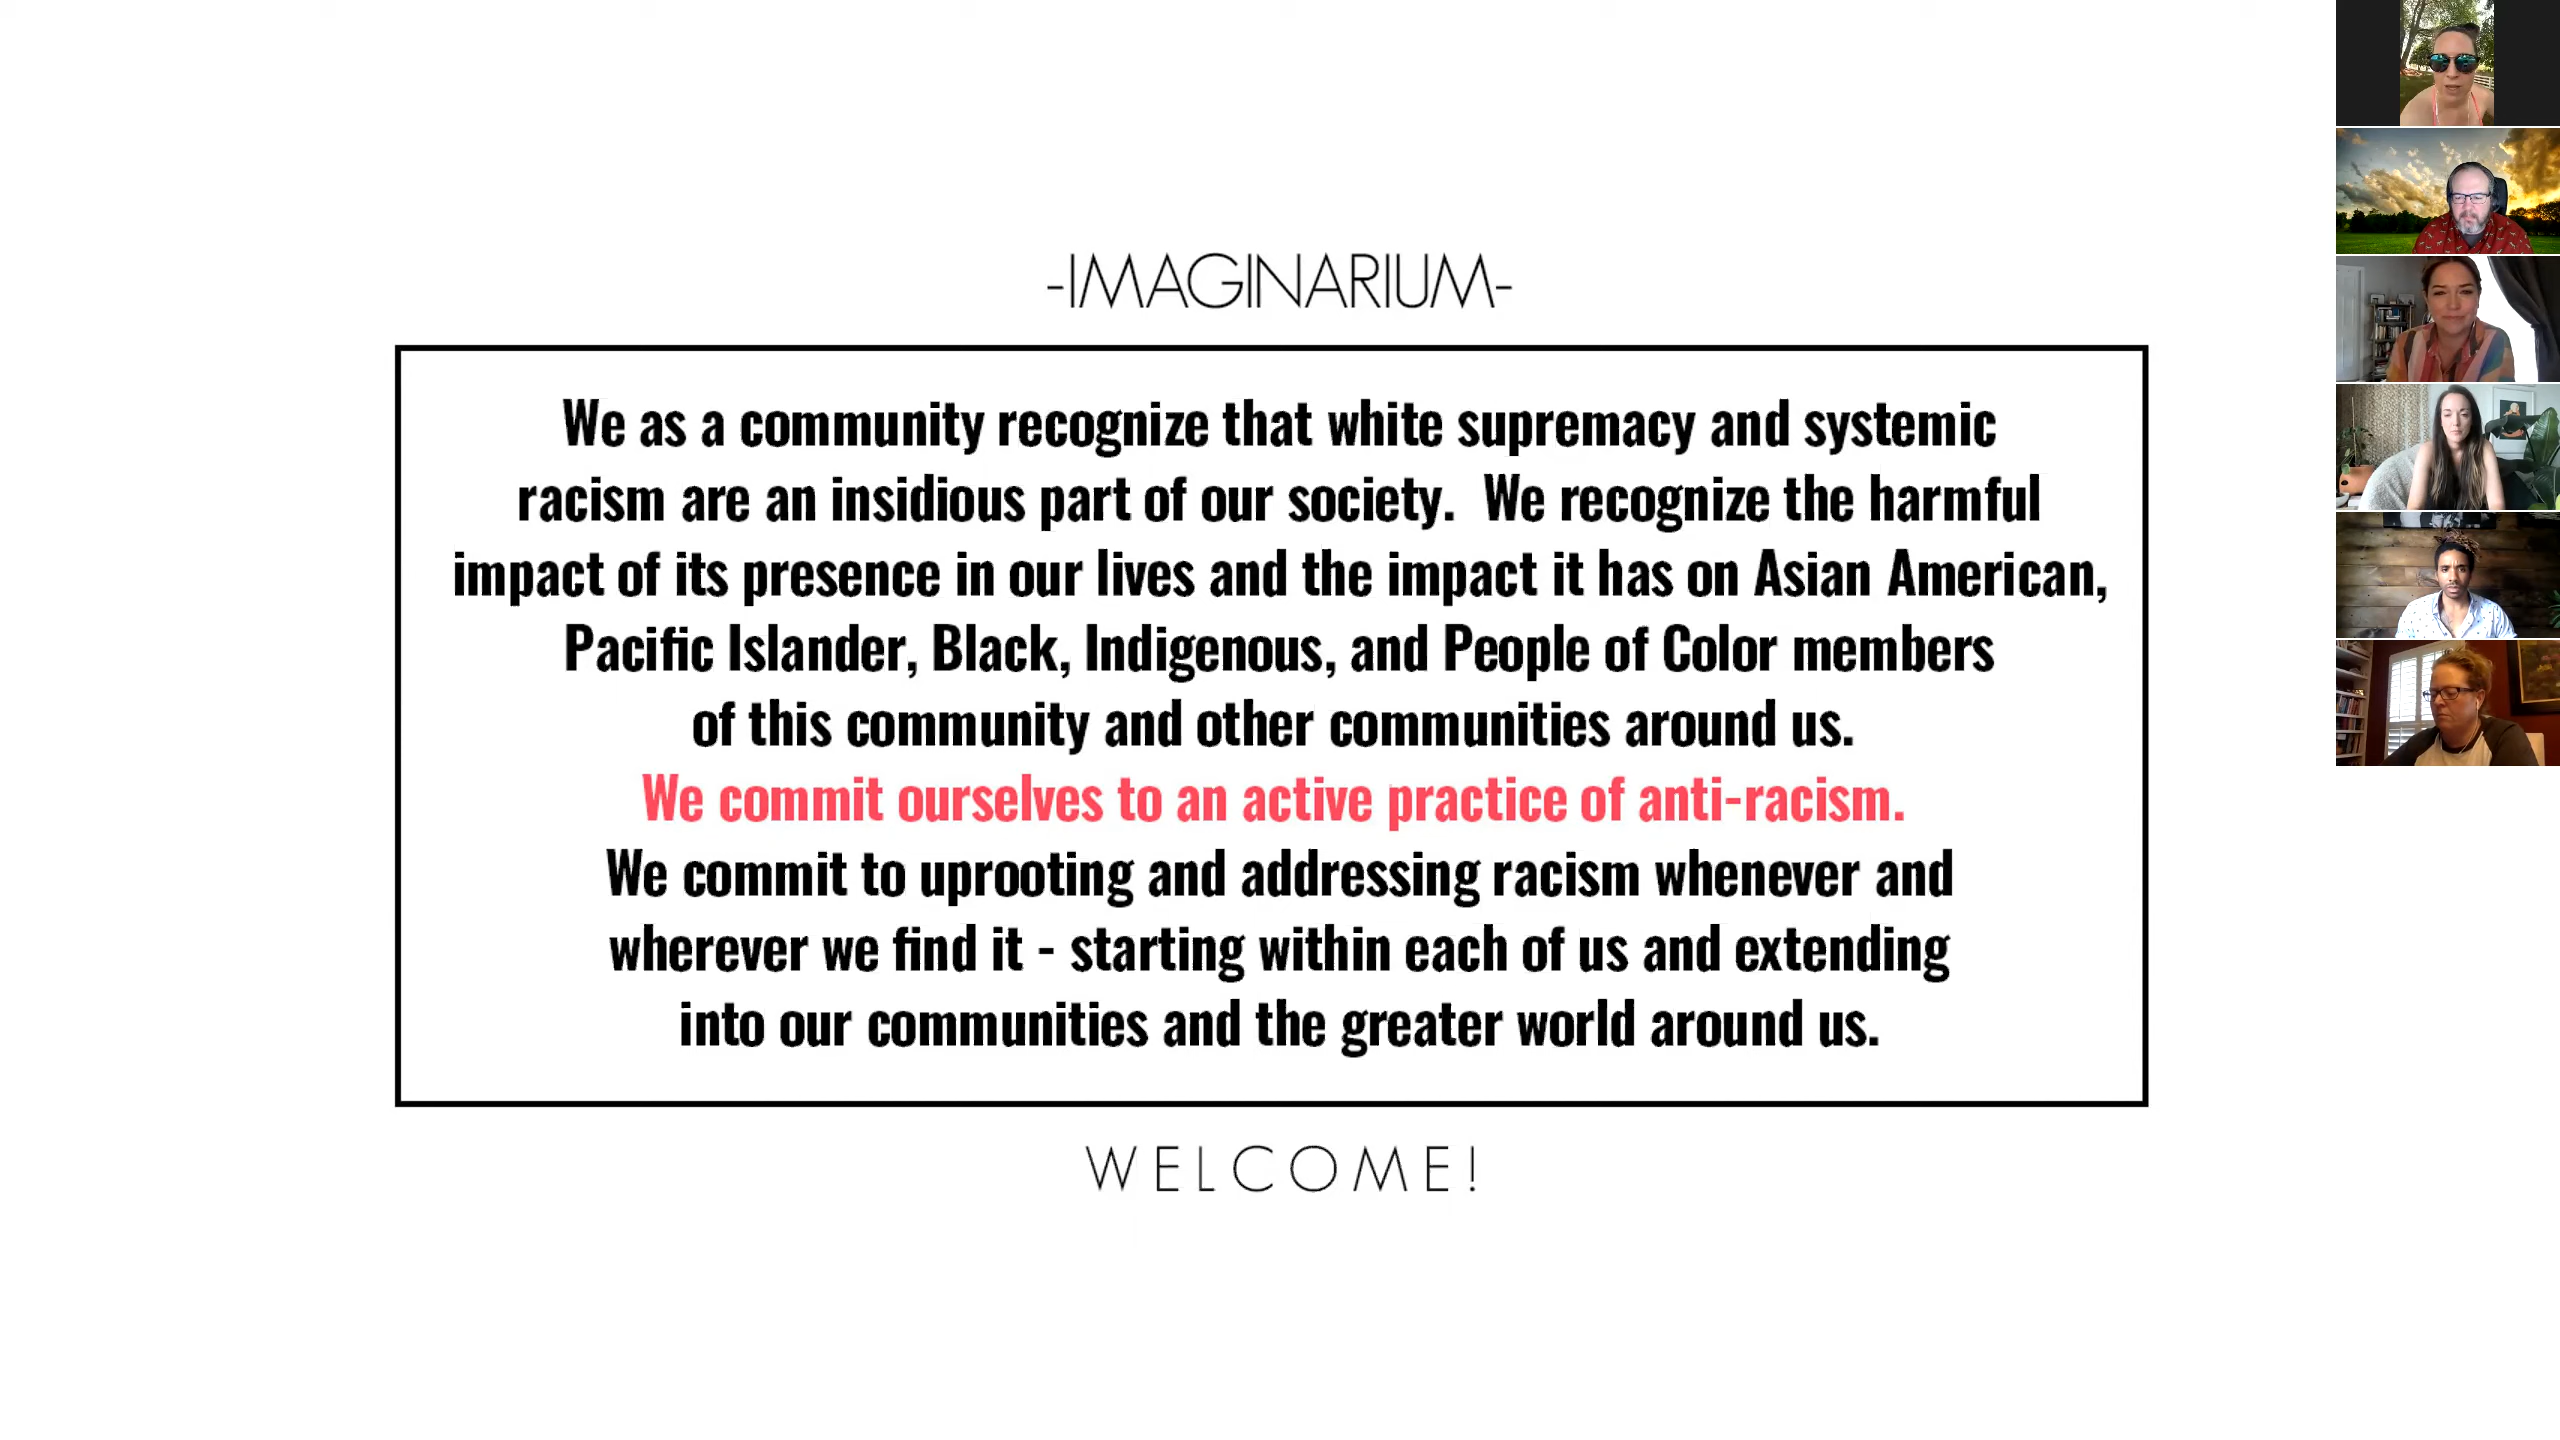 -IMAGINARIUM-
We as a community recognize that white supremacy and systemic
racism are an insidious part of our society.  We recognize the harmful
impact of its presence in our lives and the impact it has on Asian American,
Pacific Islander, Black, Indigenous, and People of Color members
of this community and other communities around us.
We commit ourselves to an active practice of anti-racism.
We commit to uprooting and addressing racism whenever and
wherever we find it - starting within each of us and extending
into our communities and the greater world around us.
WELCOME!